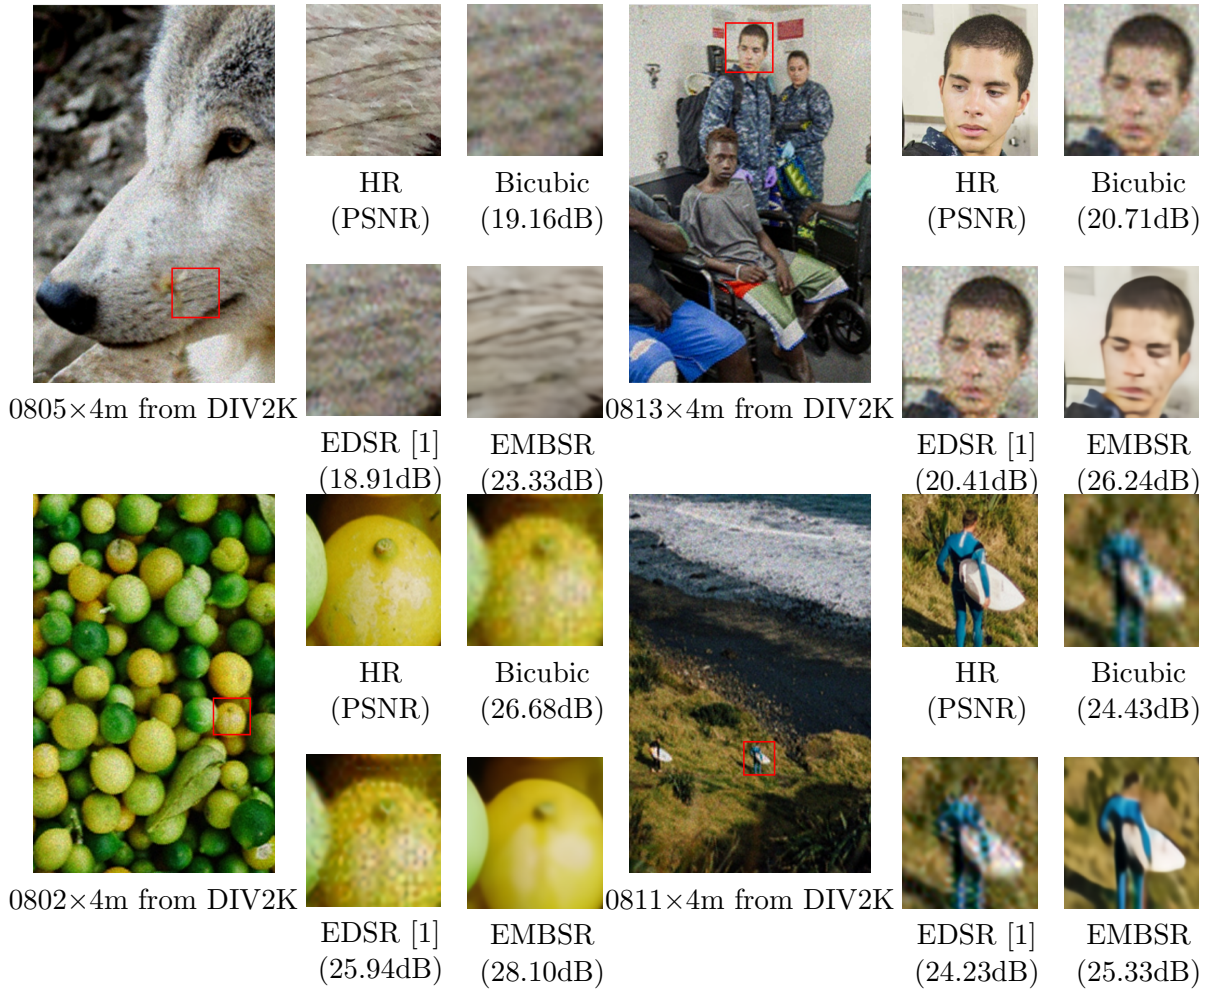 HR
(PSNR)
Bicubic
(19.16dB)
0805×4m from DIV2K
EDSR [1]
(18.91dB)
EMBSR
(23.33dB)
HR
(PSNR)
Bicubic
(20.71dB)
0813×4m from DIV2K
EDSR [1]
(20.41dB)
EMBSR
(26.24dB)
HR
(PSNR)
Bicubic
(26.68dB)
0802×4m from DIV2K
EDSR [1]
(25.94dB)
EMBSR
(28.10dB)
HR
(PSNR)
Bicubic
(24.43dB)
0811×4m from DIV2K
EDSR [1]
(24.23dB)
EMBSR
(25.33dB)